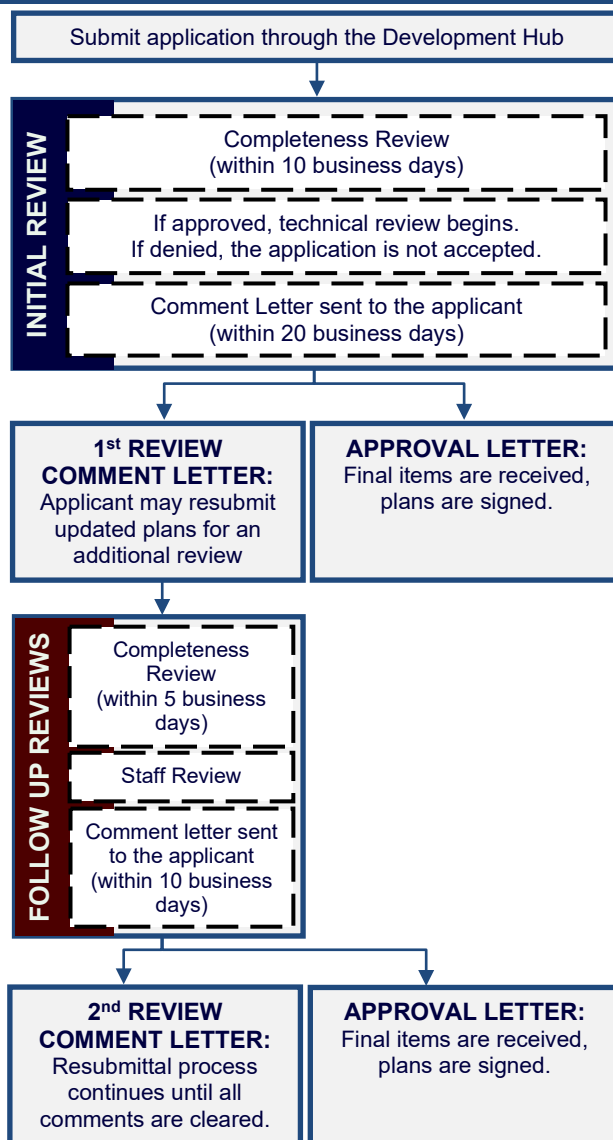 Submit application through the Development Hub
INITIAL REVIEW
Completeness Review
(within 10 business days)
If approved, technical review begins.
If denied, the application is not accepted.
Comment Letter sent to the applicant
(within 20 business days)
1st REVIEW
COMMENT LETTER:
Applicant may resubmit
updated plans for an
additional review
APPROVAL LETTER:
Final items are received,
plans are signed.
FOLLOW UP REVIEWS
Completeness
Review
(within 5 business
days)
Staff Review
Comment letter sent
to the applicant
(within 10 business
days)
2nd REVIEW
COMMENT LETTER:
Resubmittal process
continues until all
comments are cleared.
APPROVAL LETTER:
Final items are received,
plans are signed.